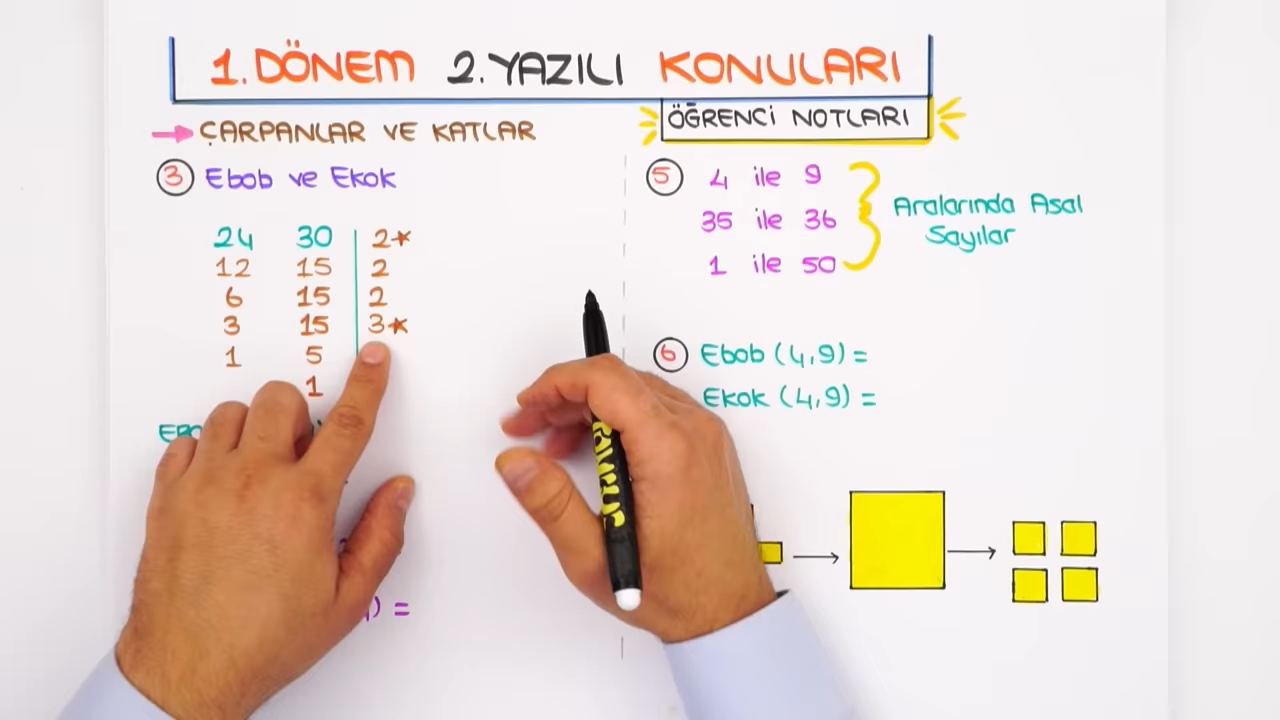 1. DÖNEM 2. YAZILI KONULARI
ÖĞRENCİ NOTLARI
ÇARPANLAR VE KATLAR
3 Ebob ve Ekok
24 30 2*
12 15 2
6 15 2
3 15 3*
1 5
1
) =
5 4 ile 9
35 ile 36
1 ile 50
Aralarında Asal
Sayılar
6 Ebob (4,9) =
Ekok (4,9) =